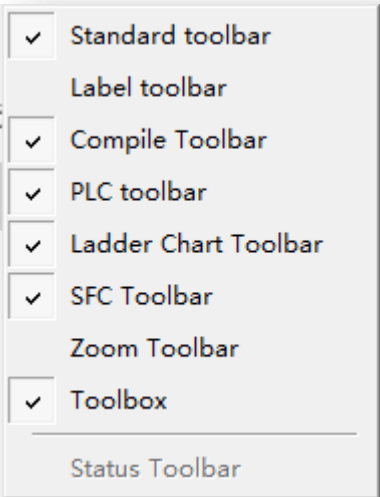 Standard toolbar
Label toolbar
Compile Toolbar
PLC toolbar
Ladder Chart Toolbar
SFC Toolbar
Zoom Toolbar
Toolbox
Status Toolbar